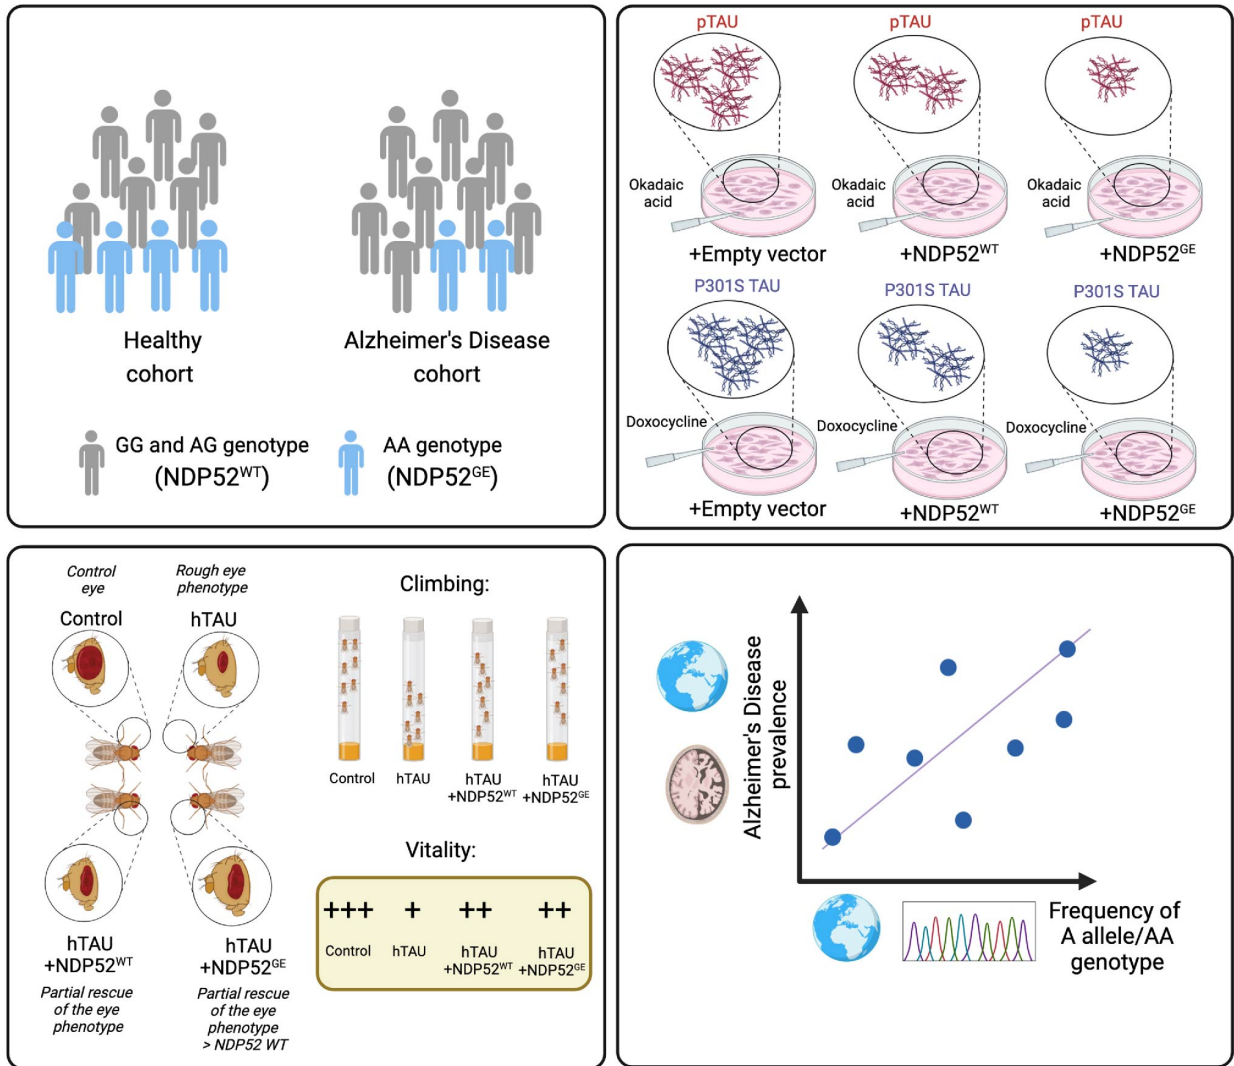 Healthy
cohort
Alzheimer's Disease
cohort
GG and AG genotype
(NDP52WT)
AA genotype
(NDP52GE)
pTAU
pTAU
pTAU
Okadaic
acid
Okadaic
acid
Okadaic
acid
+Empty vector
+NDP52WT
+NDP52GE
P301S TAU
P301S TAU
P301S TAU
Doxocycline
Doxocycline
Doxocycline
+Empty vector
+NDP52WT
+NDP52GE
Control
eye
Rough eye
phenotype
Control
hTAU
hTAU
+NDP52WT
hTAU
+NDP52GE
Partial rescue
of the eye
phenotype
Partial rescue
of the eye
phenotype
> NDP52 WT
Climbing:
Control
hTAU
hTAU
+NDP52WT
hTAU
+NDP52GE
Vitality:
+++
+
++
++
Control
hTAU
hTAU
+NDP52WT
hTAU
+NDP52GE
Alzheimer's Disease
prevalence
Frequency of
A allele/AA
genotype